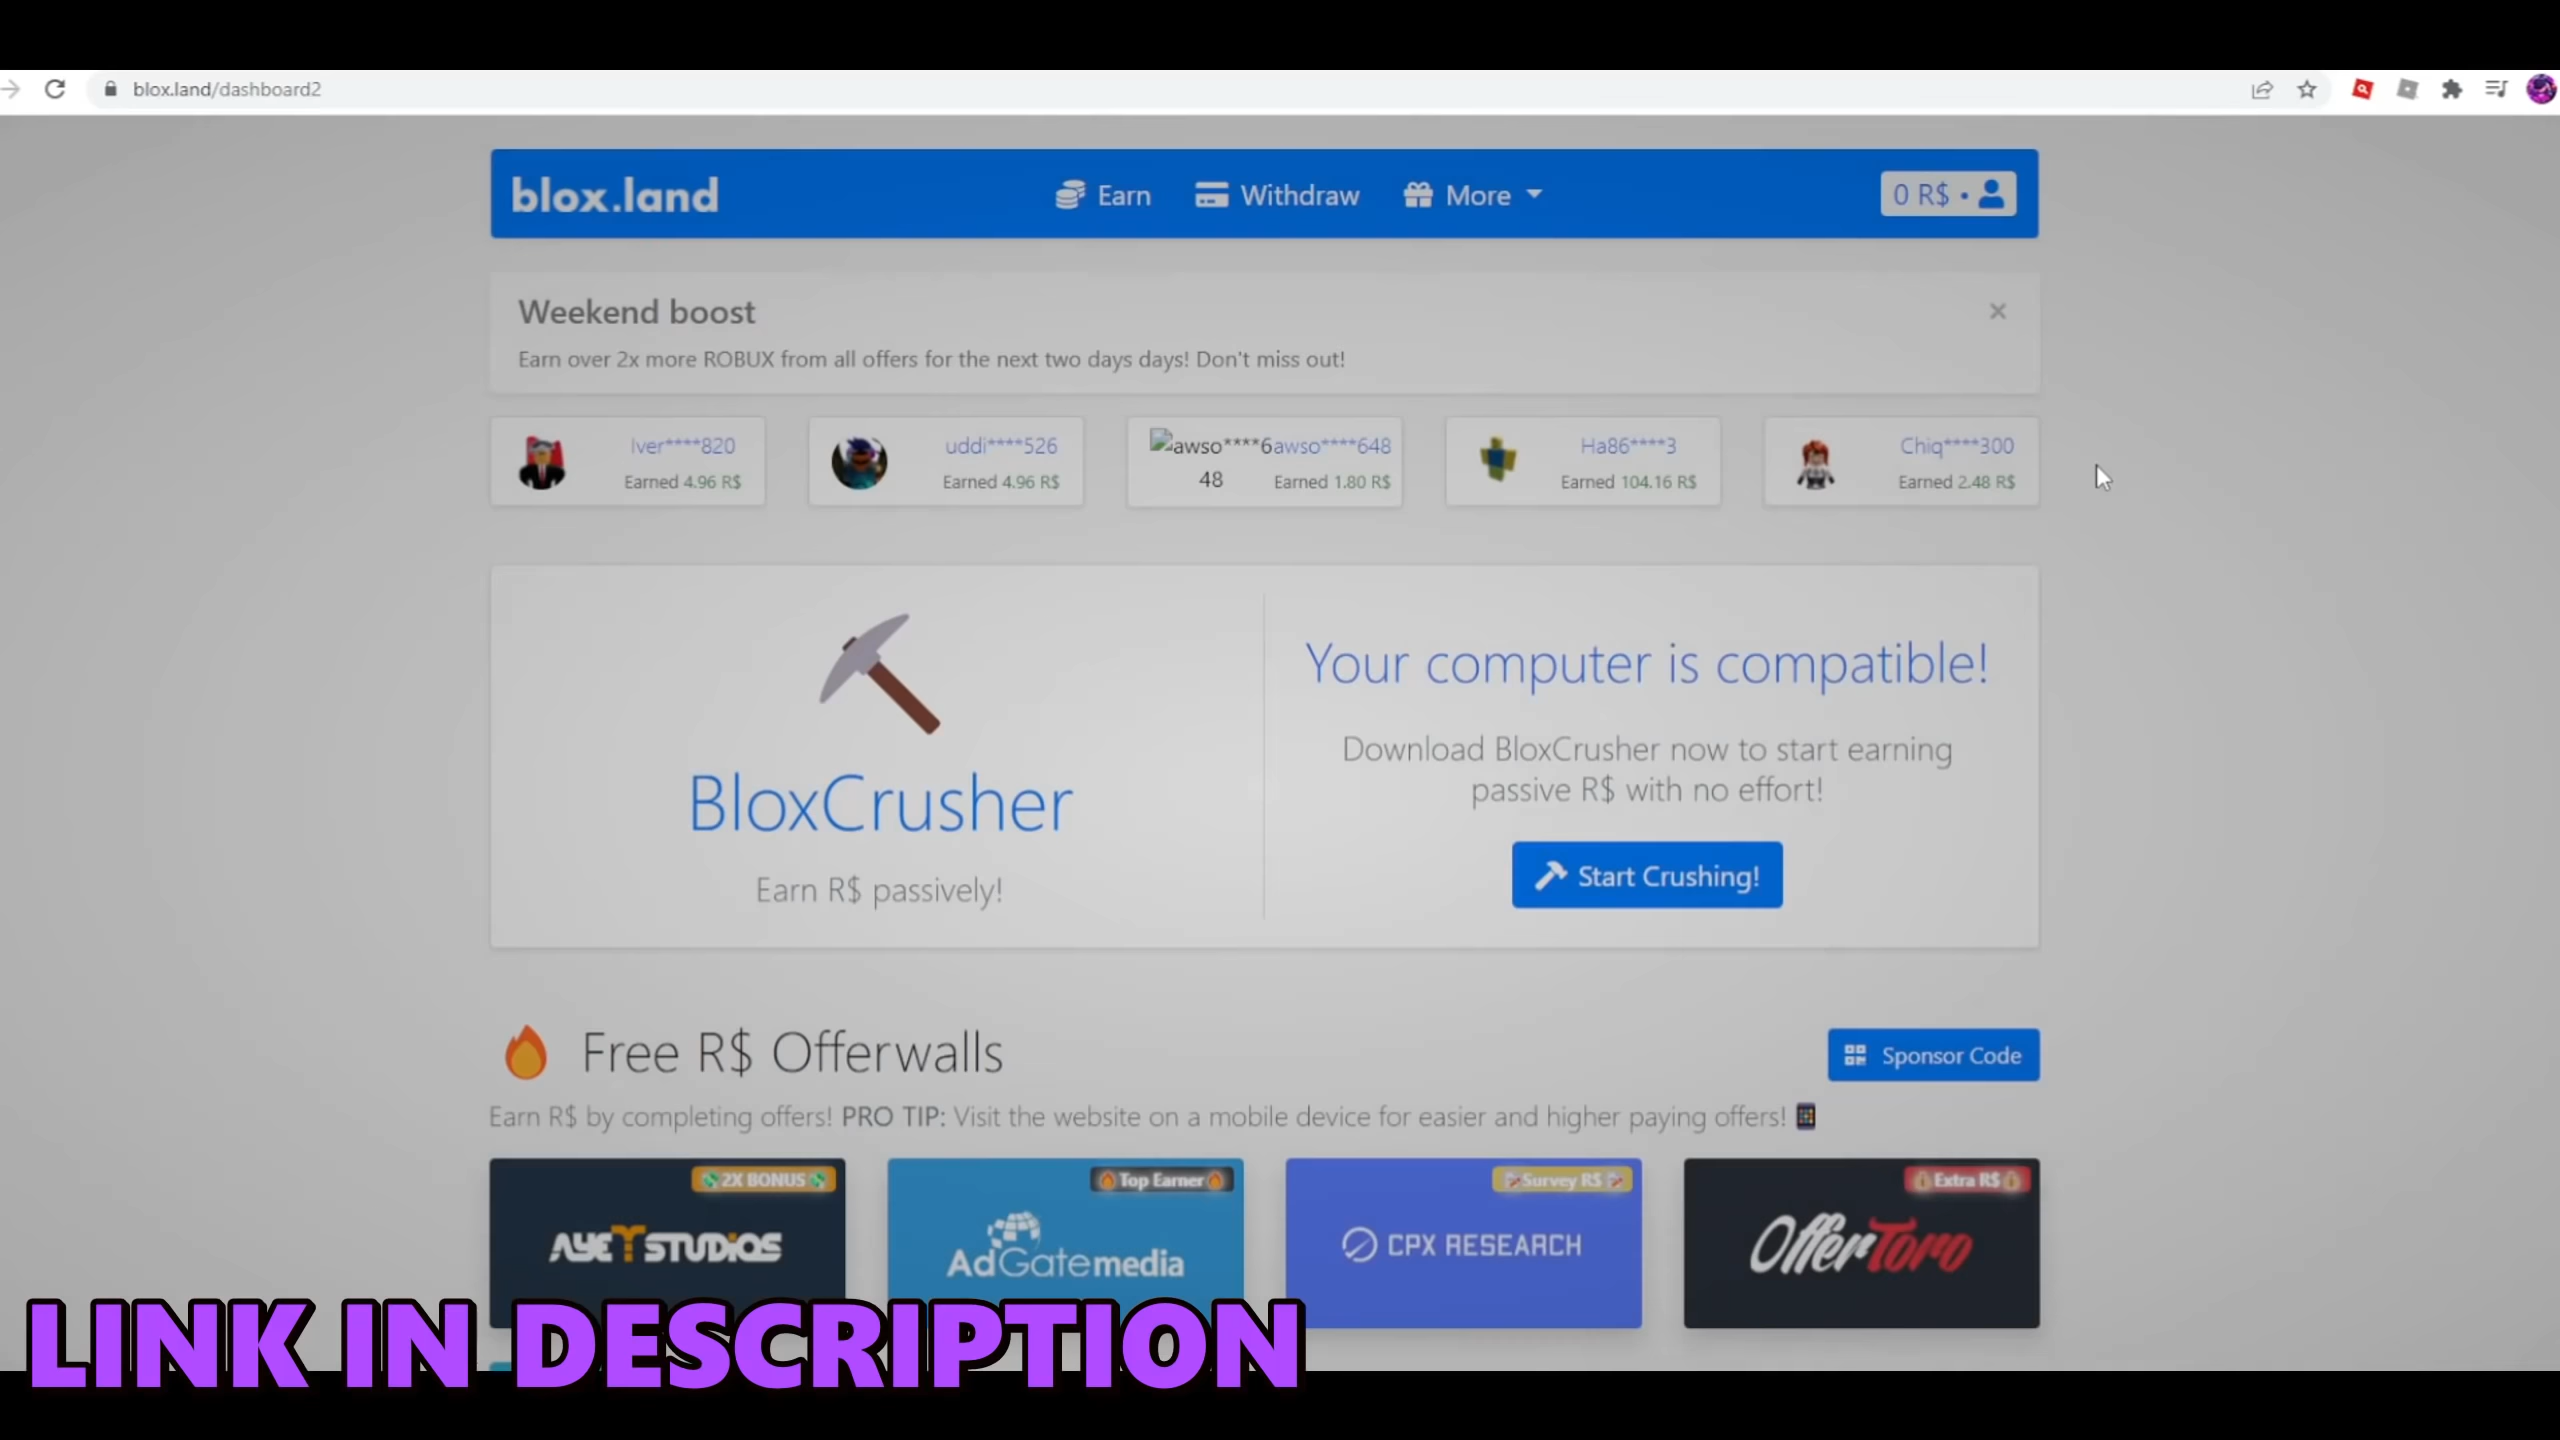 blox.land/dashboard2
blox.land
Earn
Withdraw
More
0 R$ •
Weekend boost
×
Earn over 2x more ROBUX from all offers for the next two days days! Don't miss out!
Iver****820
Earned 4.96 R$
uddi****526
Earned 4.96 R$
awso****6
48
awso****648
Earned 1.80 R$
Ha86****3
Earned 104.16 R$
Chiq****300
Earned 2.48 R$
BloxCrusher
Earn R$ passively!
Your computer is compatible!
Download BloxCrusher now to start earning
passive R$ with no effort!
Start Crushing!
Free R$ Offerwalls
Sponsor Code
Earn R$ by completing offers! PRO TIP: Visit the website on a mobile device for easier and higher paying offers!
2X BONUS
AYET STUDIOS
Top Earner
AdGatemedia
Survey R$
CPX RESEARCH
Extra R$
OfferToro
LINK IN DESCRIPTION